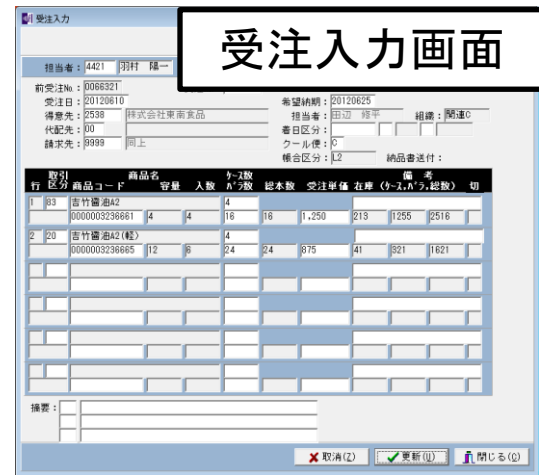 受注入力
受注入力画面
担当者： 4421 羽村 陽一
前受注No.： 0066321
受注日： 20120610 希望納期： 20120625
得意先： 2538 株式会社東南食品 担当者： 田辺 修平 組織： 関連C
代配先： 00 着日区分：
請求先： 9999 同上 クール便： C
帳合区分： L2 納品書送付：
行 取引区分 商品名 商品コード 容量 入数 ケース数 バラ数 総本数 受注単価 備考 在庫 (ケース,バラ,総数) 切
1 83 吉竹醤油A2 4
0000003236661 4 4 16 16 1,250 213 1255 2516
2 20 吉竹醤油A2(軽) 4
0000003236665 12 6 24 24 875 41 321 1621
摘要：
取消(Z) 更新(U) 閉じる(Q)